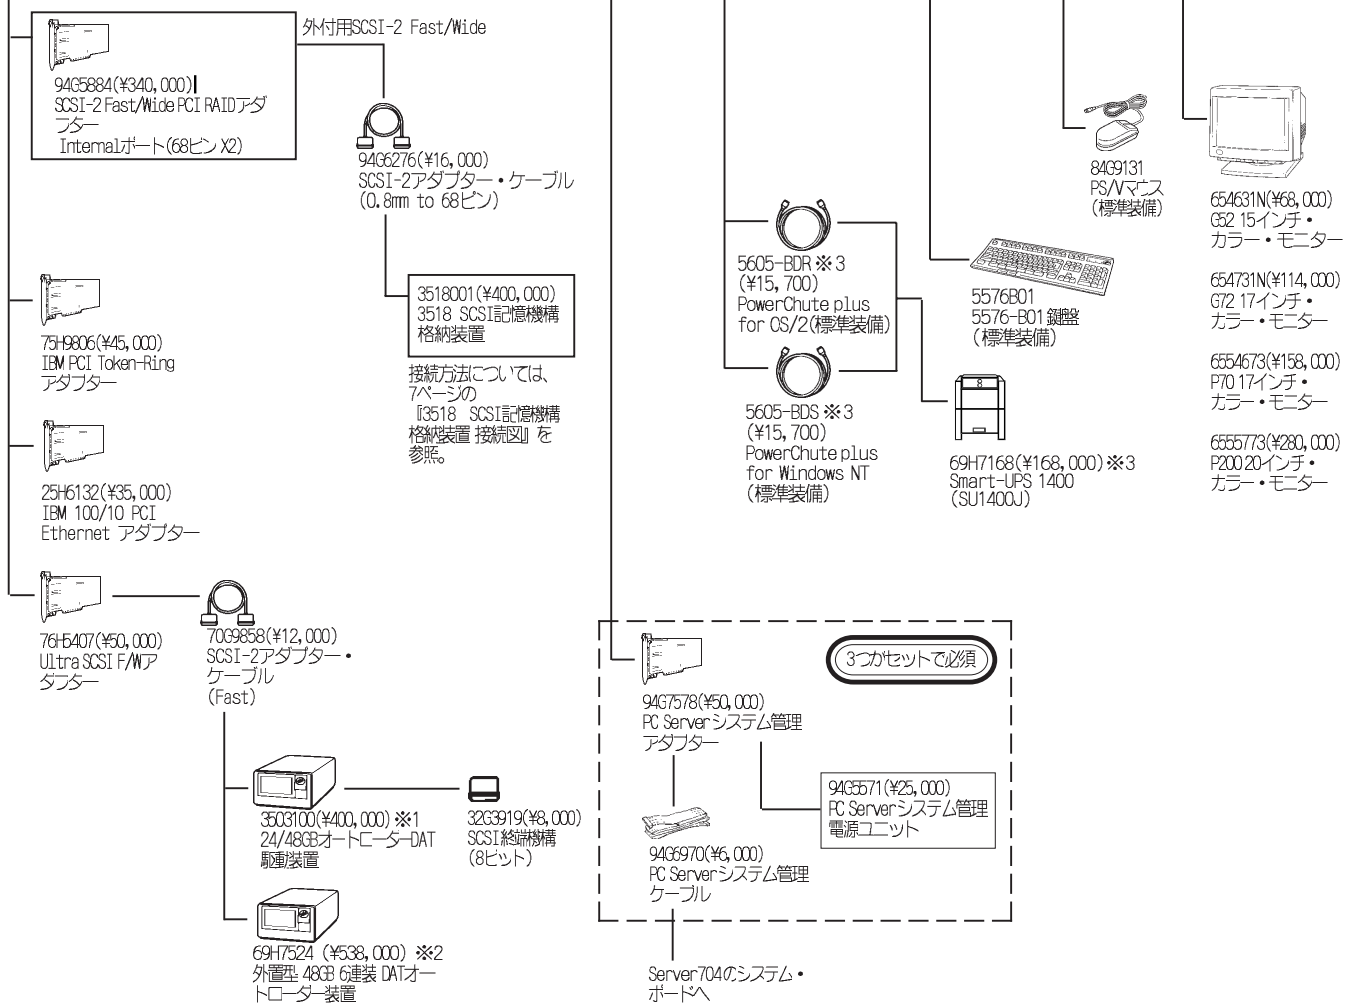 外付用SCSI-2 Fast/Wide
94G5884(¥340,000)
SCSI-2 Fast/Wide PCI RAIDアダ
プター
Internalポート(68ピン X2)
94G6276(¥16,000)
SCSI-2アダプター・ケーブル
(0.8mm to 68ピン)
3518001(¥400,000)
3518 SCSI記憶機構
格納装置
接続方法については、
7ページの
『3518 SCSI記憶機構
格納装置 接続図』を
参照。
75H9806(¥45,000)
IBM PCI Token-Ring
アダプター
25H6132(¥35,000)
IBM 100/10 PCI
Ethernet アダプター
76H5407(¥50,000)
Ultra SCSI F/Wア
ダプター
70G9858(¥12,000)
SCSI-2アダプター・
ケーブル
(Fast)
3503100(¥400,000)※1
24/48GBオートローダーDAT
駆動装置
32G3919(¥8,000)
SCSI終端機構
(8ビット)
69H7524 (¥538,000) ※2
外置型 48GB 6連装 DATオー
トローダー装置
5605-BDR ※3
(¥15,700)
PowerChute plus
for OS/2(標準装備)
5605-BDS ※3
(¥15,700)
PowerChute plus
for Windows NT
(標準装備)
5576B01
5576-B01 鍵盤
(標準装備)
69H7168(¥168,000)※3
Smart-UPS 1400
(SU1400J)
84G9131
PS/Vマウス
(標準装備)
654631N(¥68,000)
G52 15インチ・
カラー・モニター
654731N(¥114,000)
G72 17インチ・
カラー・モニター
6554673(¥158,000)
P70 17インチ・
カラー・モニター
6555773(¥280,000)
P200 20インチ・
カラー・モニター
3つがセットで必須
94G7578(¥50,000)
PC Serverシステム管理
アダプター
94G5571(¥25,000)
PC Serverシステム管理
電源ユニット
94G6970(¥6,000)
PC Serverシステム管理
ケーブル
Server704のシステム・
ボードへ